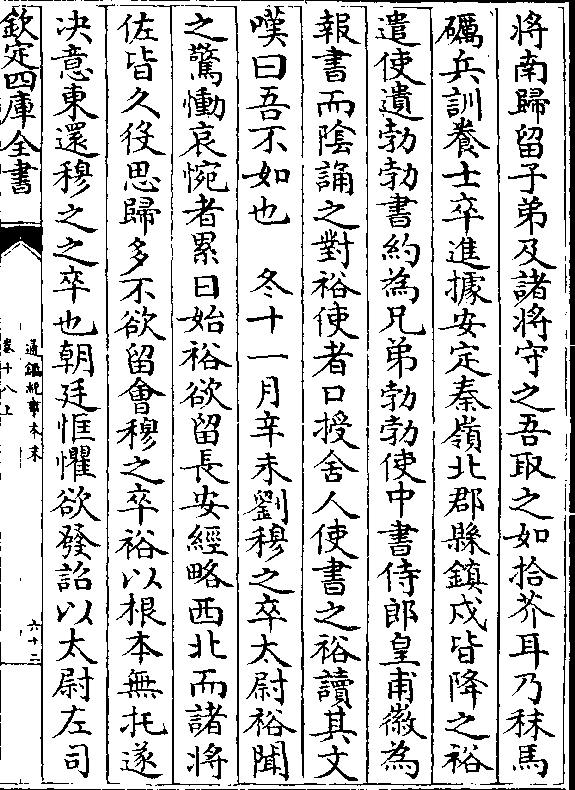 将南歸留子弟及諸将守之吾取之如拾芥耳乃秣馬
礪兵訓養士卒進據安定秦嶺北郡縣鎮戍皆降之裕
遣使遺勃勃書約為兄弟勃勃使中書侍郎皇甫徽為
報書而陰誦之對裕使者口授舍人使書之裕讀其文
嘆曰吾不如也　冬十一月辛未劉穆之卒太尉裕聞
之驚慟哀惋者累日始裕欲留長安經略西北而諸將
佐皆久役思歸多不欲留會穆之卒裕以根本無托遂
决意東還穆之之卒也朝廷恇懼欲發詔以太尉左司
欽定四庫全書
通鑑紀事本末
卷十八上
六十三